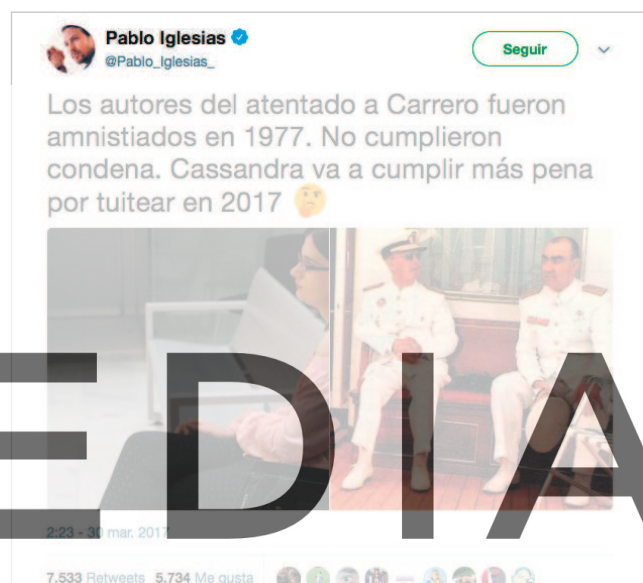 Pablo Iglesias
@Pablo_Iglesias_
Seguir
Los autores del atentado a Carrero fueron
amnistiados en 1977. No cumplieron
condena. Cassandra va a cumplir más pena
por tuitear en 2017 🤔
EDIA
2:23 - 30 mar. 2017
7.533 Retweets 5.734 Me gusta